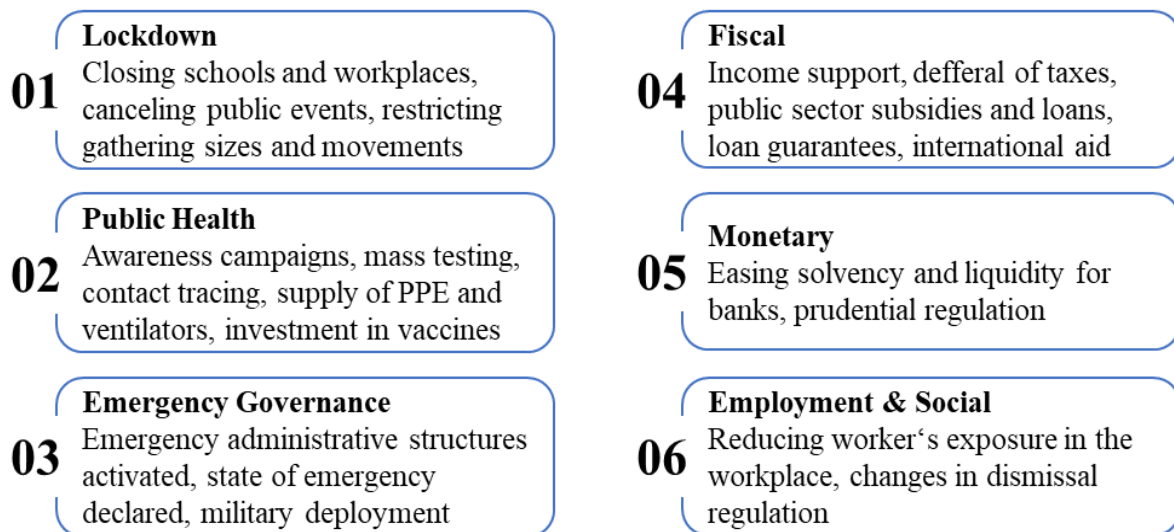 01
Lockdown
Closing schools and workplaces,
canceling public events, restricting
gathering sizes and movements
02
Public Health
Awareness campaigns, mass testing,
contact tracing, supply of PPE and
ventilators, investment in vaccines
03
Emergency Governance
Emergency administrative structures
activated, state of emergency
declared, military deployment
04
Fiscal
Income support, defferal of taxes,
public sector subsidies and loans,
loan guarantees, international aid
05
Monetary
Easing solvency and liquidity for
banks, prudential regulation
06
Employment & Social
Reducing worker‘s exposure in the
workplace, changes in dismissal
regulation